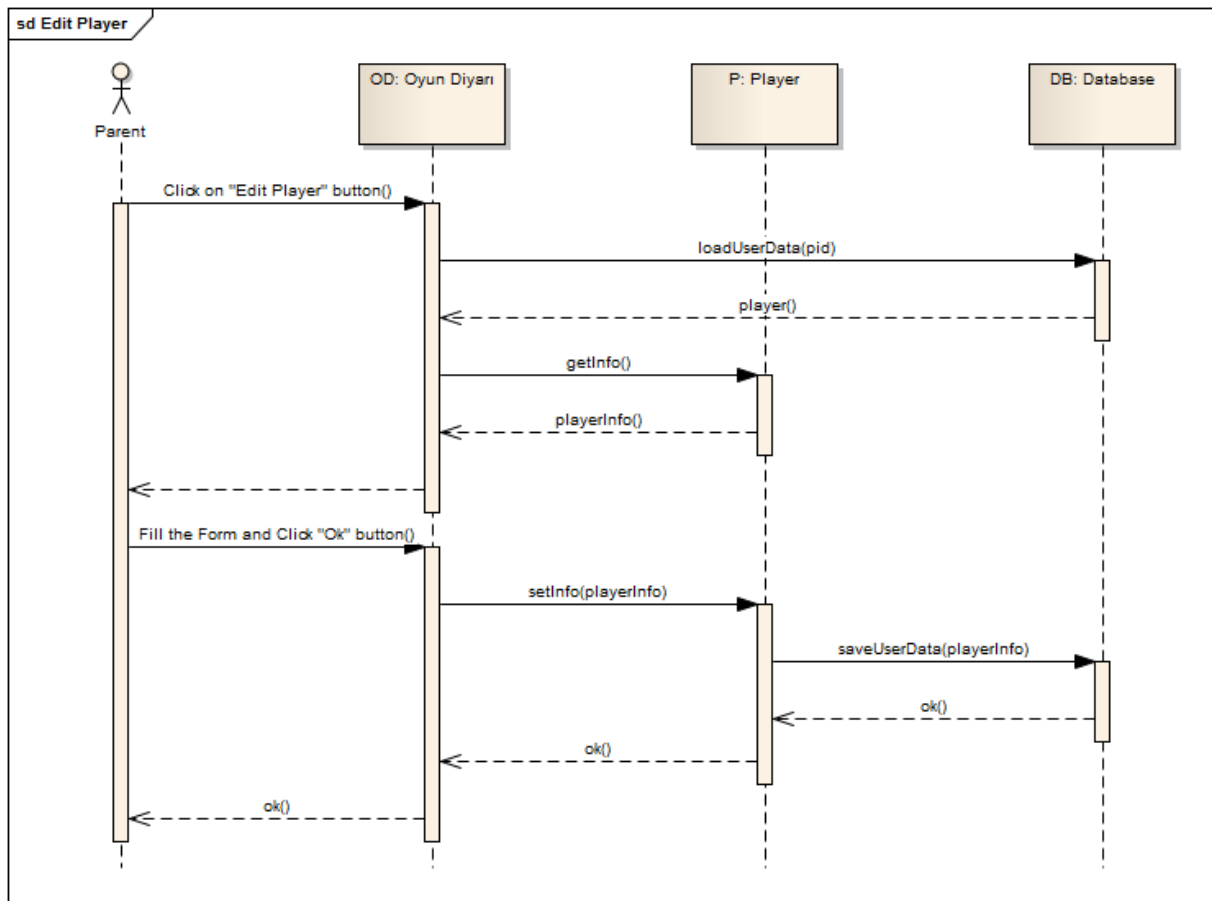 sd Edit Player
Parent
OD: Oyun Diyarı
P: Player
DB: Database
Click on "Edit Player" button()
loadUserData(pid)
player()
getInfo()
playerInfo()
Fill the Form and Click "Ok" button()
setInfo(playerInfo)
saveUserData(playerInfo)
ok()
ok()
ok()